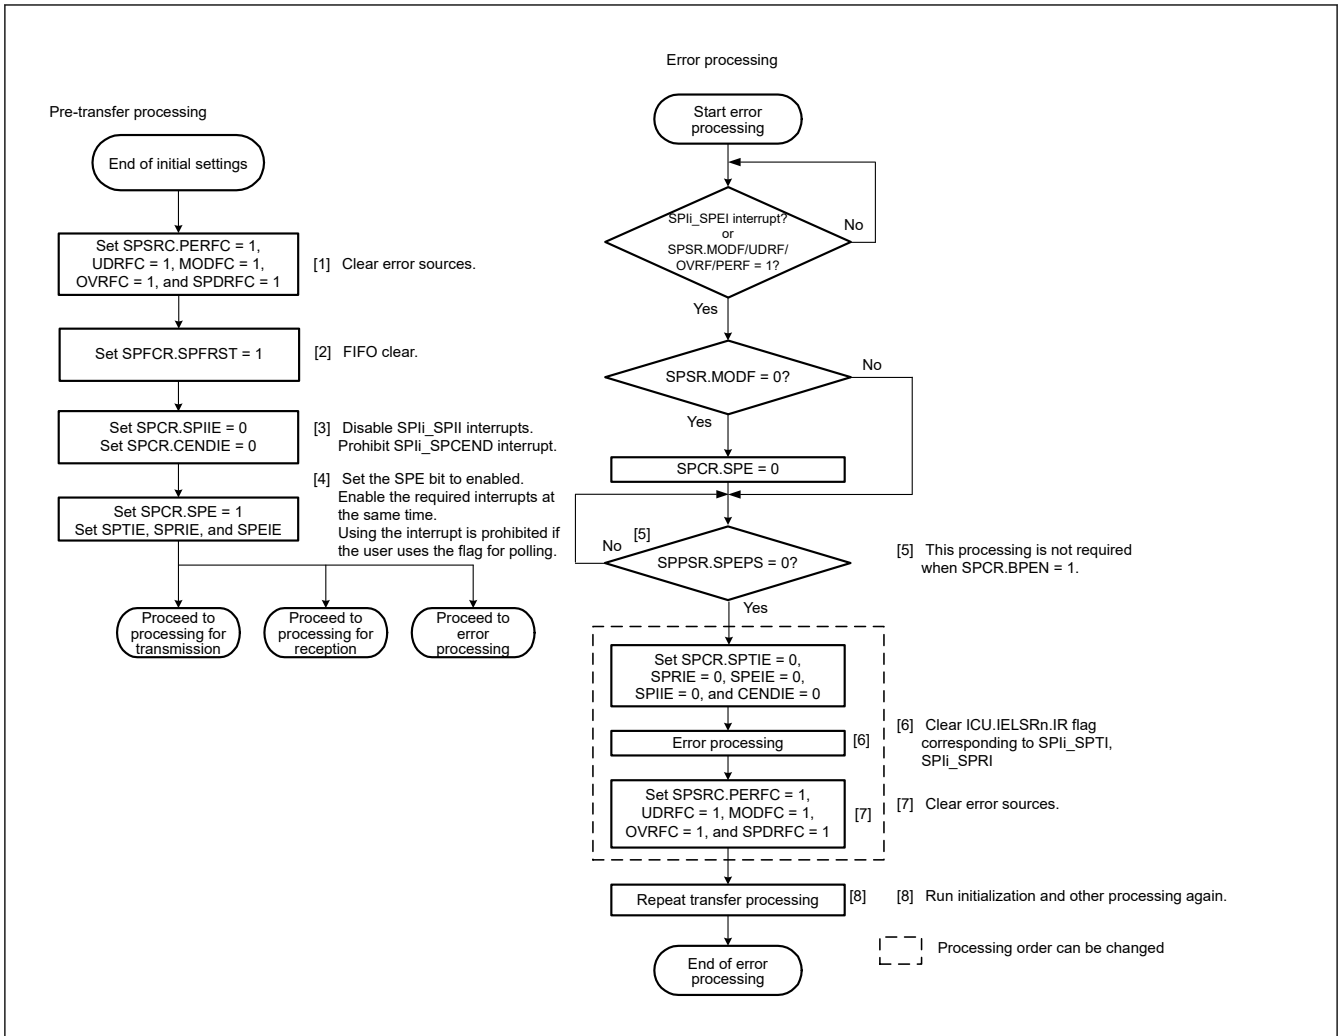 Pre-transfer processing
End of initial settings
Set SPSRC.PERFC = 1,
UDRFC = 1, MODFC = 1,
OVRFC = 1, and SPDRFC = 1
[1] Clear error sources.
Set SPFCR.SPFRST = 1
[2] FIFO clear.
Set SPCR.SPIIE = 0
Set SPCR.CENDIE = 0
[3] Disable SPIi_SPII interrupts.
Prohibit SPIi_SPCEND interrupt.
Set SPCR.SPE = 1
Set SPTIE, SPRIE, and SPEIE
[4] Set the SPE bit to enabled.
Enable the required interrupts at
the same time.
Using the interrupt is prohibited if
the user uses the flag for polling.
Proceed to
processing for
transmission
Proceed to
processing for
reception
Proceed to
error
processing
Error processing
Start error
processing
SPIi_SPEI interrupt?
or
SPSR.MODF/UDRF/
OVRF/PERF = 1?
No
Yes
SPSR.MODF = 0?
No
Yes
SPCR.SPE = 0
[5]
No
SPPSR.SPEPS = 0?
Yes
[5] This processing is not required
when SPCR.BPEN = 1.
Set SPCR.SPTIE = 0,
SPRIE = 0, SPEIE = 0,
SPIIE = 0, and CENDIE = 0
Error processing
[6]
[6] Clear ICU.IELSRn.IR flag
corresponding to SPIi_SPTI,
SPIi_SPRI
Set SPSRC.PERFC = 1,
UDRFC = 1, MODFC = 1,
OVRFC = 1, and SPDRFC = 1
[7]
[7] Clear error sources.
Repeat transfer processing
[8]
[8] Run initialization and other processing again.
End of error
processing
Processing order can be changed